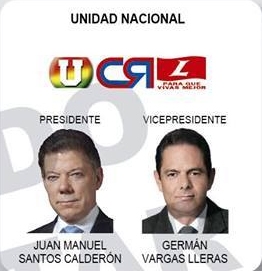 UNIDAD NACIONAL
U CR L
PARA QUE
VIVAS MEJOR
PRESIDENTE VICEPRESIDENTE
JUAN MANUEL GERMÁN
SANTOS CALDERÓN VARGAS LLERAS